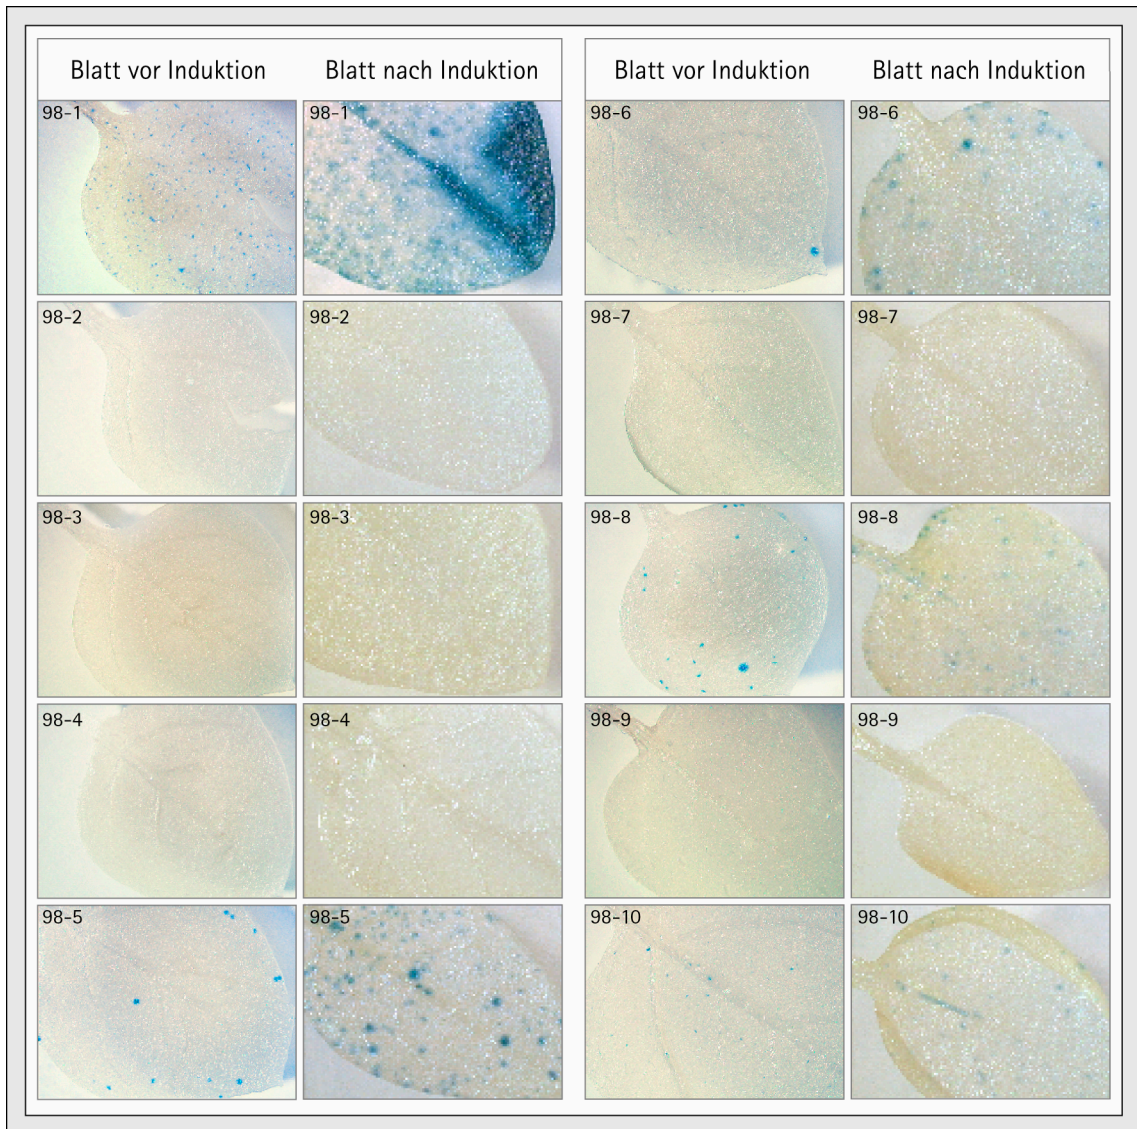 Blatt vor Induktion Blatt nach Induktion Blatt vor Induktion Blatt nach Induktion
98-1 98-1 98-6 98-6
98-2 98-2 98-7 98-7
98-3 98-3 98-8 98-8
98-4 98-4 98-9 98-9
98-5 98-5 98-10 98-10